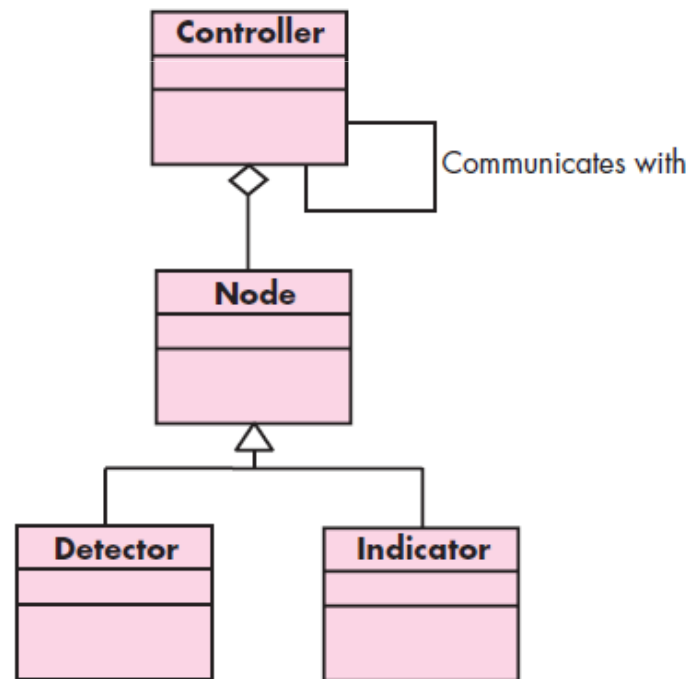 Controller
Communicates with
Node
Detector
Indicator